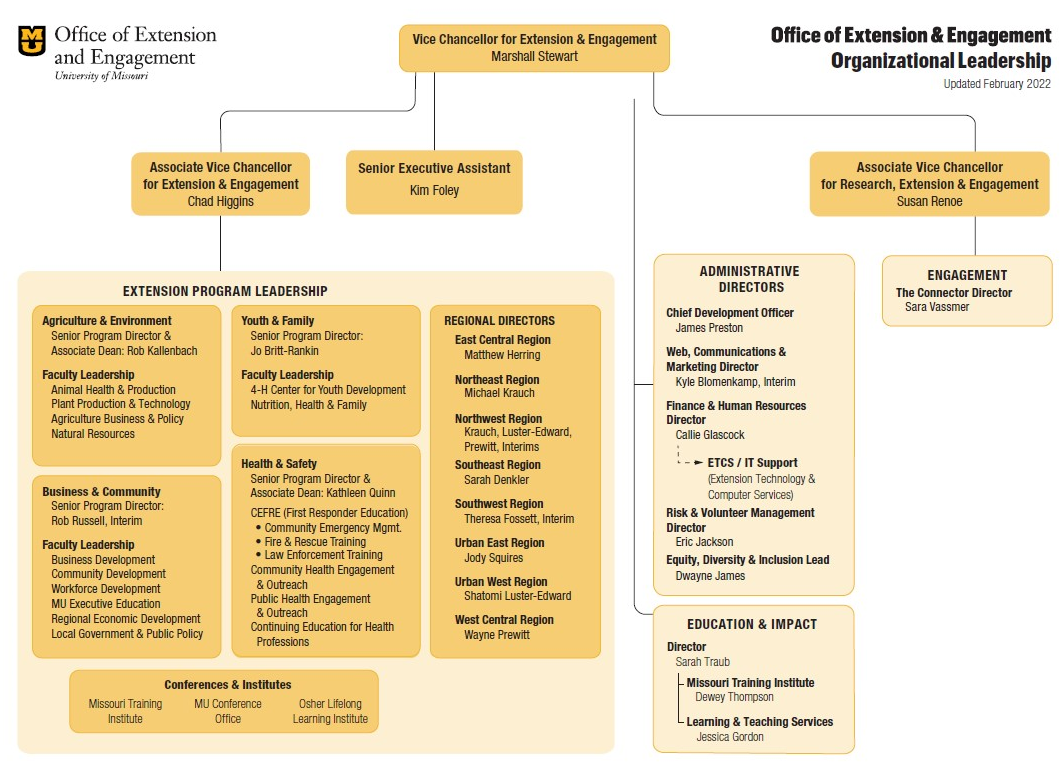 MU
Office of Extension
and Engagement
University of Missouri
Office of Extension & Engagement
Organizational Leadership
Updated February 2022
Vice Chancellor for Extension & Engagement
Marshall Stewart
Associate Vice Chancellor
for Extension & Engagement
Chad Higgins
Senior Executive Assistant
Kim Foley
Associate Vice Chancellor
for Research, Extension & Engagement
Susan Renoe
EXTENSION PROGRAM LEADERSHIP
Agriculture & Environment
Senior Program Director &
Associate Dean: Rob Kallenbach
Faculty Leadership
Animal Health & Production
Plant Production & Technology
Agriculture Business & Policy
Natural Resources
Business & Community
Senior Program Director:
Rob Russell, Interim
Faculty Leadership
Business Development
Community Development
Workforce Development
MU Executive Education
Regional Economic Development
Local Government & Public Policy
Youth & Family
Senior Program Director:
Jo Britt-Rankin
Faculty Leadership
4-H Center for Youth Development
Nutrition, Health & Family
Health & Safety
Senior Program Director &
Associate Dean: Kathleen Quinn
CEFRE (First Responder Education)
• Community Emergency Mgmt.
• Fire & Rescue Training
• Law Enforcement Training
Community Health Engagement
& Outreach
Public Health Engagement
& Outreach
Continuing Education for Health
Professions
REGIONAL DIRECTORS
East Central Region
Matthew Herring
Northeast Region
Michael Krauch
Northwest Region
Krauch, Luster-Edward,
Prewitt, Interims
Southeast Region
Sarah Denkler
Southwest Region
Theresa Fossett, Interim
Urban East Region
Jody Squires
Urban West Region
Shatomi Luster-Edward
West Central Region
Wayne Prewitt
Conferences & Institutes
Missouri Training
Institute
MU Conference
Office
Osher Lifelong
Learning Institute
ADMINISTRATIVE
DIRECTORS
Chief Development Officer
James Preston
Web, Communications &
Marketing Director
Kyle Blomenkamp, Interim
Finance & Human Resources
Director
Callie Glascock
ETCS / IT Support
(Extension Technology &
Computer Services)
Risk & Volunteer Management
Director
Eric Jackson
Equity, Diversity & Inclusion Lead
Dwayne James
EDUCATION & IMPACT
Director
Sarah Traub
Missouri Training Institute
Dewey Thompson
Learning & Teaching Services
Jessica Gordon
ENGAGEMENT
The Connector Director
Sara Vassmer